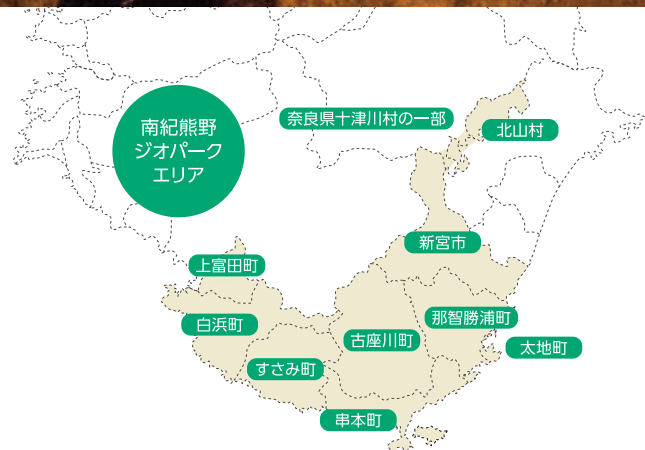 南紀熊野
ジオパーク
エリア
奈良県十津川村の一部
北山村
新宮市
上富田町
白浜町
那智勝浦町
古座川町
太地町
すさみ町
串本町